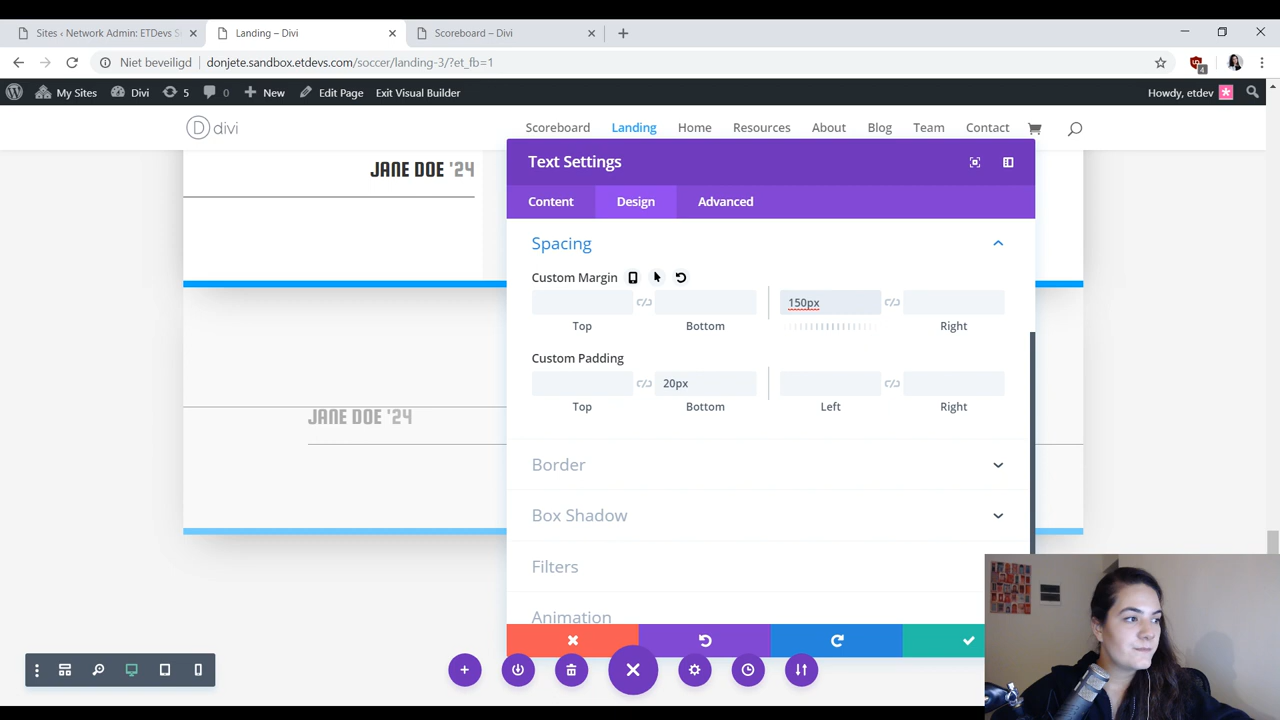 Sites ‹ Network Admin: ETDevs S
Landing – Divi
Scoreboard – Divi
Niet beveiligd
donjete.sandbox.etdevs.com/soccer/landing-3/?et_fb=1
4
My Sites
Divi
5
0
New
Edit Page
Exit Visual Builder
Howdy, etdev
D divi
Scoreboard
Landing
Home
Resources
About
Blog
Team
Contact
JANE DOE '24
JANE DOE '24
Text Settings
Content
Design
Advanced
Spacing
Custom Margin
150px
Top
Bottom
Right
Custom Padding
20px
Top
Bottom
Left
Right
Border
Box Shadow
Filters
Animation